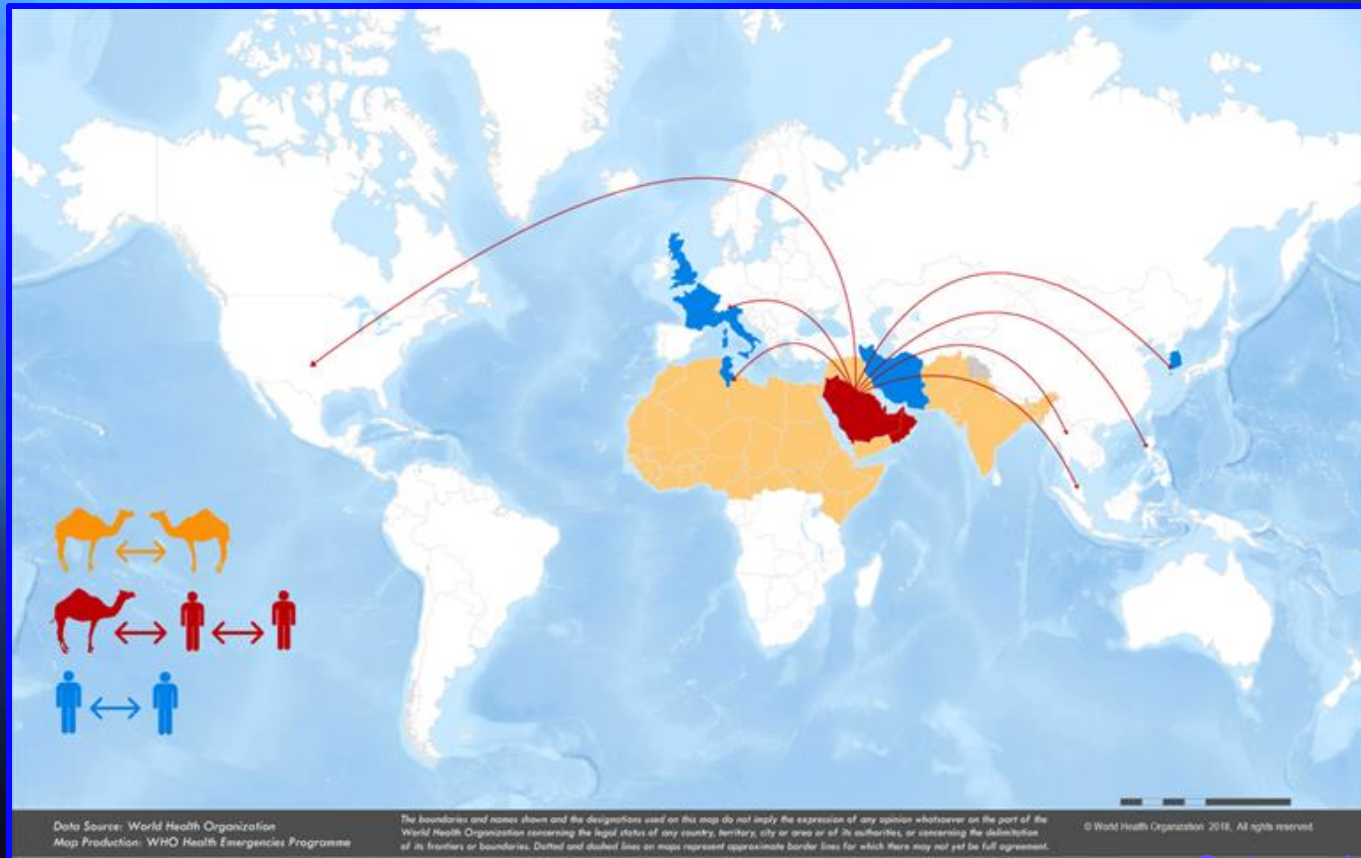 Data Source: World Health Organization
Map Production: WHO Health Emergencies Programme
The boundaries and names shown and the designations used on this map do not imply the expression of any opinion whatsoever on the part of the
World Health Organization concerning the legal status of any country, territory, city or area or of its authorities, or concerning the delimitation
of its frontiers or boundaries. Dotted and dashed lines on maps represent approximate border lines for which there may not yet be full agreement.
© World Health Organization 2018, All rights reserved.